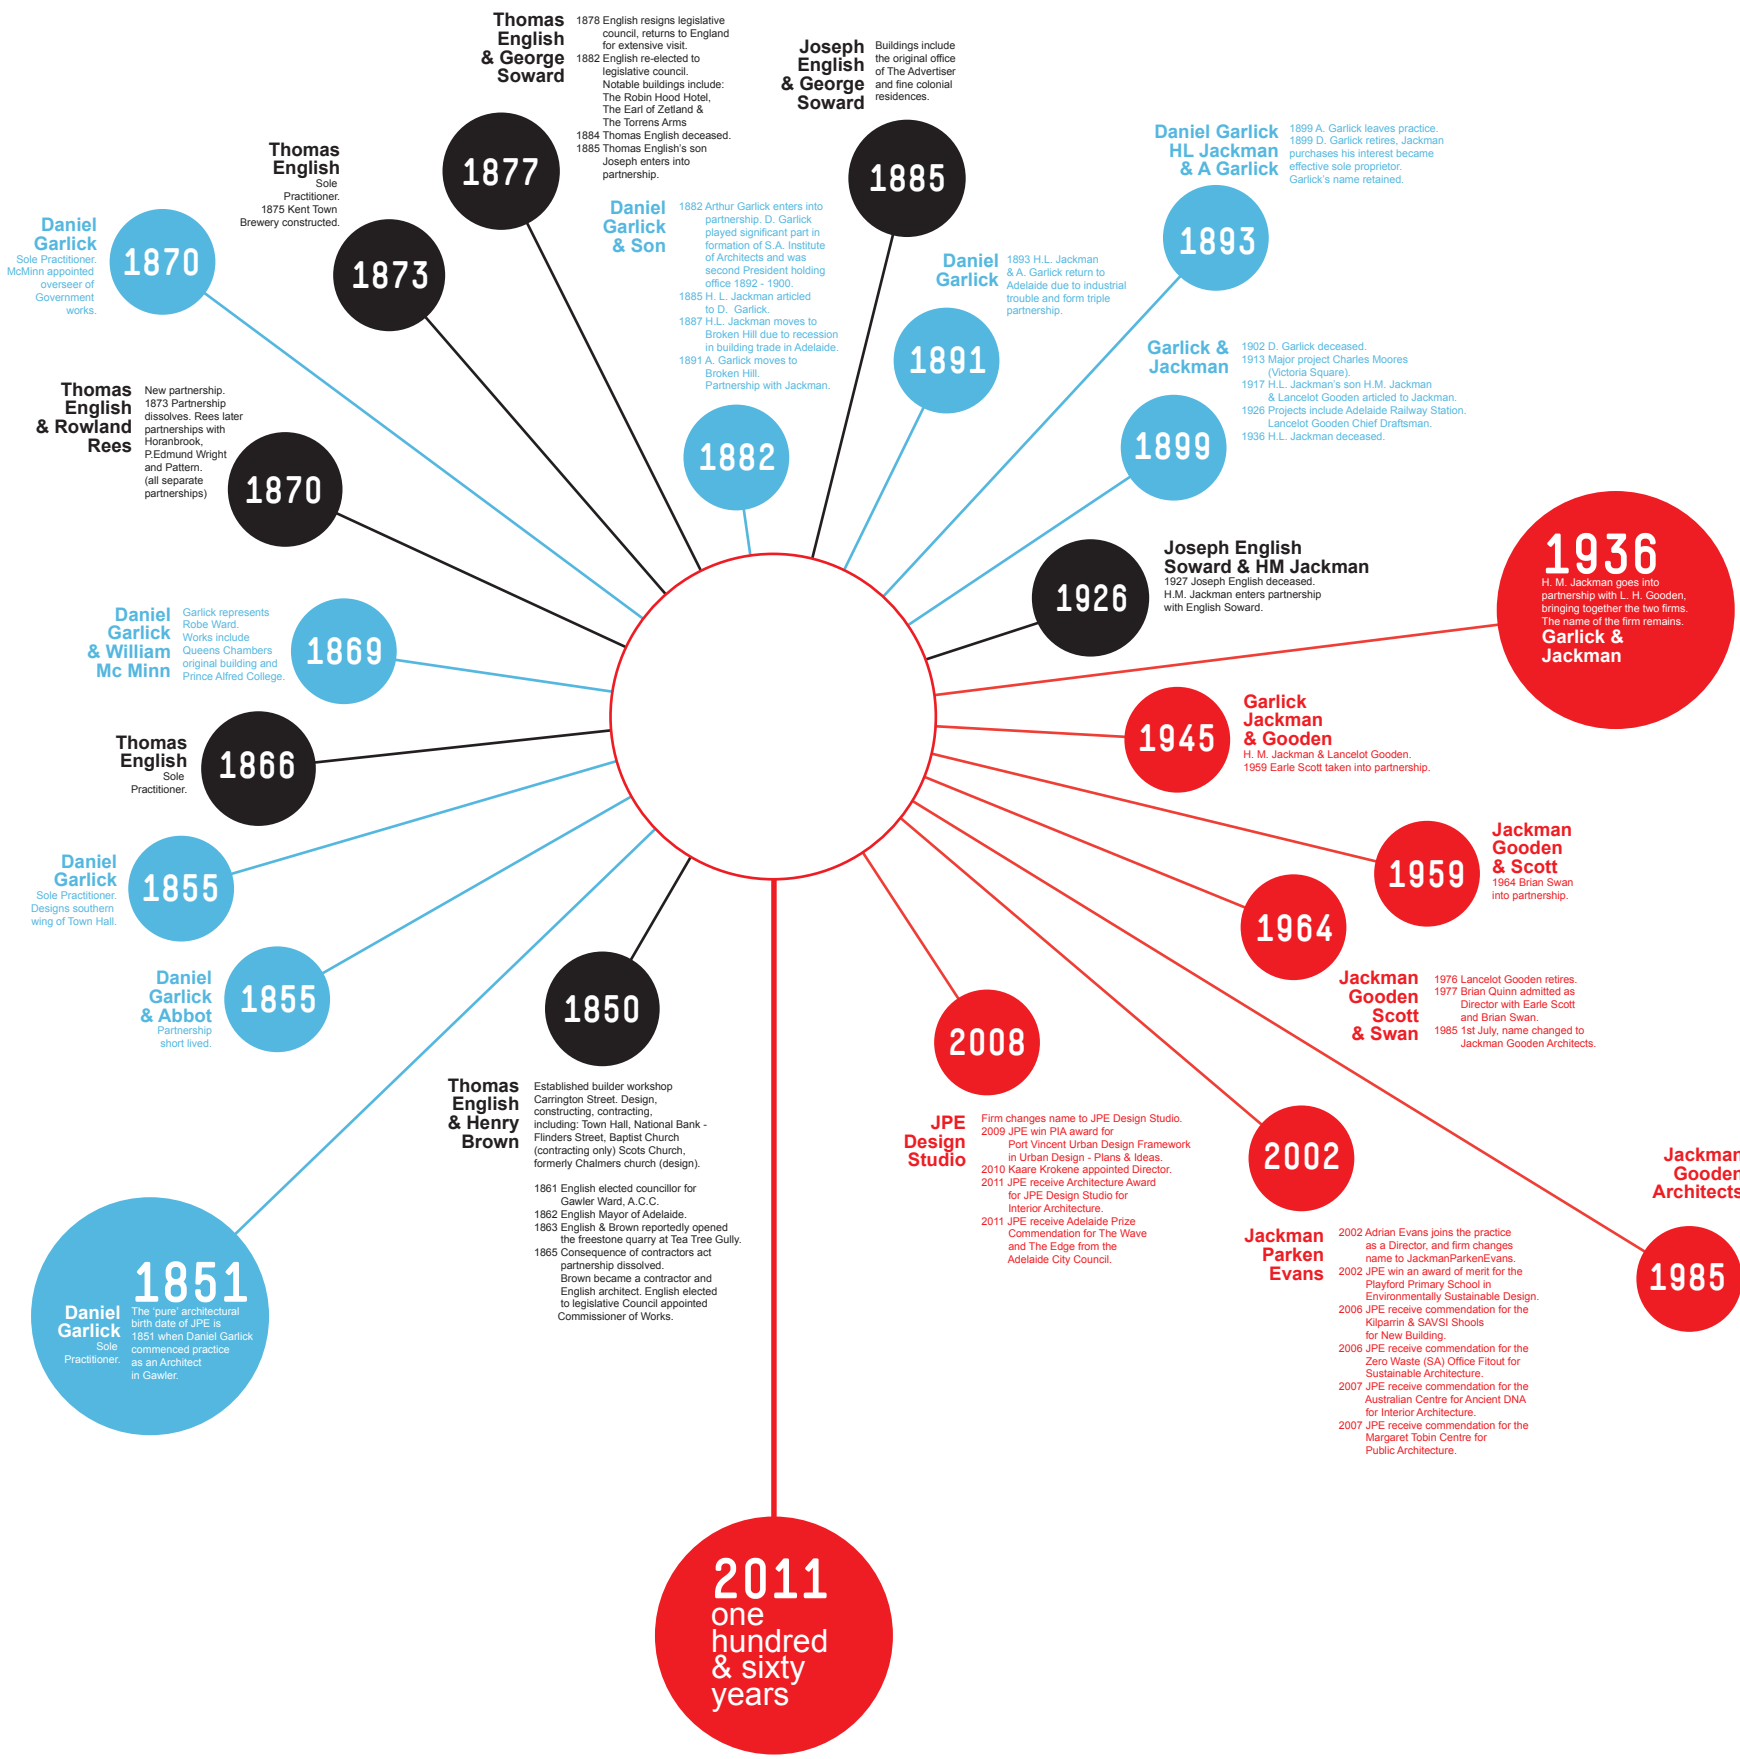 Thomas
English
& George
Soward
1878 English resigns legislative
council, returns to England
for extensive visit.
1882 English re-elected to
legislative council.
Notable buildings include:
The Robin Hood Hotel,
The Earl of Zetland &
The Torrens Arms
1884 Thomas English deceased.
1885 Thomas English's son
Joseph enters into
partnership.
1877
Joseph
English
& George
Soward
Buildings include
the original office
of The Advertiser
and fine colonial
residences.
1885
Daniel Garlick
HL Jackman
& A Garlick
1899 A. Garlick leaves practice.
1899 D. Garlick retires, Jackman
purchases his interest became
effective sole proprietor.
Garlick's name retained.
1893
Thomas
English
Sole
Practitioner.
1875 Kent Town
Brewery constructed.
1873
Daniel
Garlick
Sole Practitioner.
McMinn appointed
overseer of
Government
works.
1870
Daniel
Garlick
& Son
1882 Arthur Garlick enters into
partnership. D. Garlick
played significant part in
formation of S.A. Institute
of Architects and was
second President holding
office 1892 - 1900.
1885 H. L. Jackman articled
to D. Garlick.
1887 H.L. Jackman moves to
Broken Hill due to recession
in building trade in Adelaide.
1891 A. Garlick moves to
Broken Hill.
Partnership with Jackman.
1882
Daniel
Garlick
1893 H.L. Jackman
& A. Garlick return to
Adelaide due to industrial
trouble and form triple
partnership.
1891
Garlick &
Jackman
1902 D. Garlick deceased.
1913 Major project Charles Moores
(Victoria Square).
1917 H.L. Jackman's son H.M. Jackman
& Lancelot Gooden articled to Jackman.
1926 Projects include Adelaide Railway Station.
Lancelot Gooden Chief Draftsman.
1936 H.L. Jackman deceased.
1899
Thomas
English
& Rowland
Rees
New partnership.
1873 Partnership
dissolves. Rees later
partnerships with
Horanbrook,
P.Edmund Wright
and Pattern.
(all separate
partnerships)
1870
1936
H. M. Jackman goes into
partnership with L. H. Gooden,
bringing together the two firms.
The name of the firm remains.
Garlick &
Jackman
Joseph English
Soward & HM Jackman
1927 Joseph English deceased.
H.M. Jackman enters partnership
with English Soward.
1926
Daniel
Garlick
& William
Mc Minn
Garlick represents
Robe Ward.
Works include
Queens Chambers
original building and
Prince Alfred College.
1869
Garlick
Jackman
& Gooden
H. M. Jackman & Lancelot Gooden.
1959 Earle Scott taken into partnership.
1945
Thomas
English
Sole
Practitioner.
1866
Jackman
Gooden
& Scott
1964 Brian Swan
into partnership.
1959
Daniel
Garlick
Sole Practitioner.
Designs southern
wing of Town Hall.
1855
1964
Jackman
Gooden
Scott
& Swan
1976 Lancelot Gooden retires.
1977 Brian Quinn admitted as
Director with Earle Scott
and Brian Swan.
1985 1st July, name changed to
Jackman Gooden Architects.
Daniel
Garlick
& Abbot
Partnership
short lived.
1855
1850
Thomas
English
& Henry
Brown
Established builder workshop
Carrington Street. Design,
constructing, contracting,
including: Town Hall, National Bank -
Flinders Street, Baptist Church
(contracting only) Scots Church,
formerly Chalmers church (design).
1861 English elected councillor for
Gawler Ward, A.C.C.
1862 English Mayor of Adelaide.
1863 English & Brown reportedly opened
the freestone quarry at Tea Tree Gully.
1865 Consequence of contractors act
partnership dissolved.
Brown became a contractor and
English architect. English elected
to legislative Council appointed
Commissioner of Works.
2008
JPE
Design
Studio
Firm changes name to JPE Design Studio.
2009 JPE win PIA award for
Port Vincent Urban Design Framework
in Urban Design - Plans & Ideas.
2010 Kaare Krokene appointed Director.
2011 JPE receive Architecture Award
for JPE Design Studio for
Interior Architecture.
2011 JPE receive Adelaide Prize
Commendation for The Wave
and The Edge from the
Adelaide City Council.
2002
Jackman
Parken
Evans
2002 Adrian Evans joins the practice
as a Director, and firm changes
name to JackmanParkenEvans.
2002 JPE win an award of merit for the
Playford Primary School in
Environmentally Sustainable Design.
2006 JPE receive commendation for the
Kilparrin & SAVSI Shools
for New Building.
2006 JPE receive commendation for the
Zero Waste (SA) Office Fitout for
Sustainable Architecture.
2007 JPE receive commendation for the
Australian Centre for Ancient DNA
for Interior Architecture.
2007 JPE receive commendation for the
Margaret Tobin Centre for
Public Architecture.
Jackman
Gooden
Architects
1985
1851
Daniel
Garlick
Sole
Practitioner.
The 'pure' architectural
birth date of JPE is
1851 when Daniel Garlick
commenced practice
as an Architect
in Gawler.
2011
one
hundred
& sixty
years